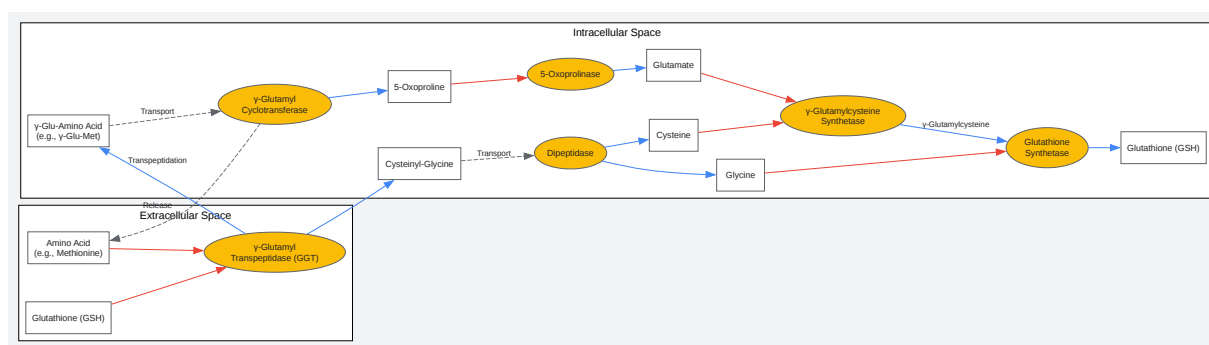 Intracellular Space
γ-Glu-Amino Acid
(e.g., γ-Glu-Met)
Transport
γ-Glutamyl
Cyclotransferase
5-Oxoproline
5-Oxoprolinase
Glutamate
γ-Glutamylcysteine
Synthetase
γ-Glutamylcysteine
Glutathione
Synthetase
Glutathione (GSH)
Transpeptidation
Cysteinyl-Glycine
Transport
Dipeptidase
Cysteine
Glycine
Release
Extracellular Space
Amino Acid
(e.g., Methionine)
γ-Glutamyl
Transpeptidase (GGT)
Glutathione (GSH)